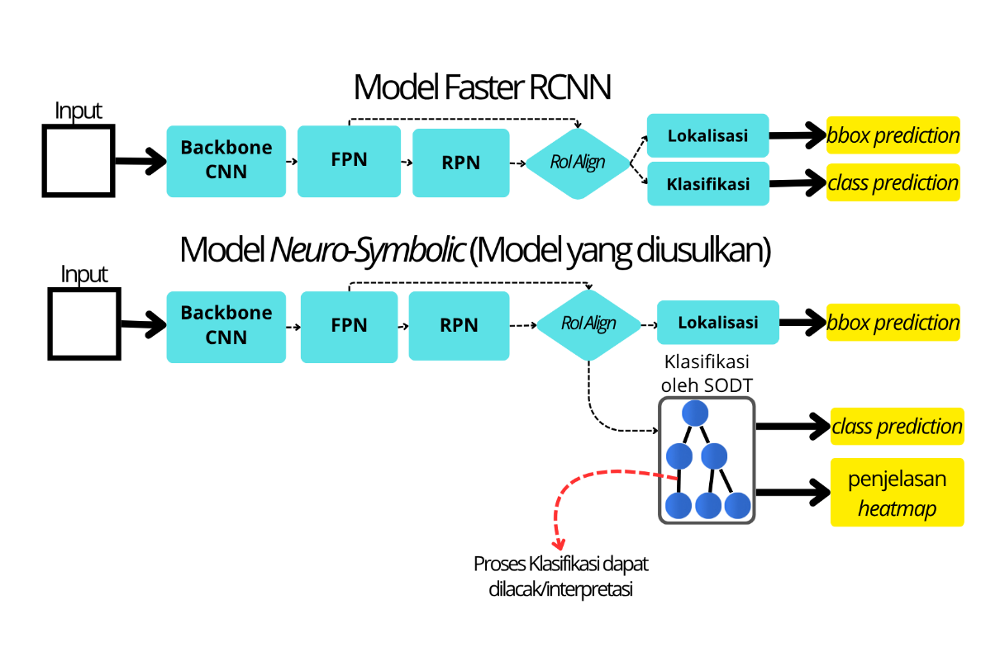 Model Faster RCNN
Input
Backbone
CNN
FPN
RPN
RoI Align
Lokalisasi
bbox prediction
Klasifikasi
class prediction
Model Neuro-Symbolic (Model yang diusulkan)
Input
Backbone
CNN
FPN
RPN
RoI Align
Lokalisasi
bbox prediction
Klasifikasi
oleh SODT
class prediction
penjelasan
heatmap
Proses Klasifikasi dapat
dilacak/interpretasi